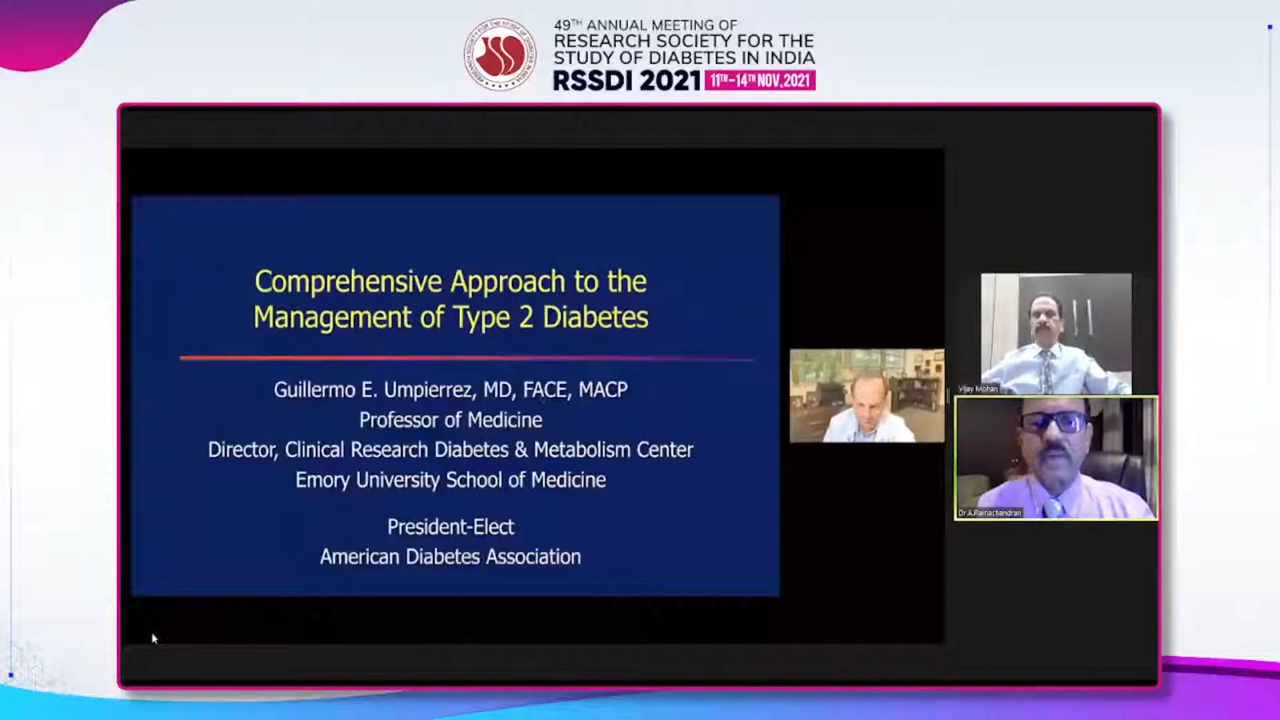 49TH ANNUAL MEETING OF
RESEARCH SOCIETY FOR THE
STUDY OF DIABETES IN INDIA
RSSDI 2021 11TH-14TH NOV,2021
Comprehensive Approach to the
Management of Type 2 Diabetes
Guillermo E. Umpierrez, MD, FACE, MACP
Professor of Medicine
Director, Clinical Research Diabetes & Metabolism Center
Emory University School of Medicine
President-Elect
American Diabetes Association
Vijay Mohan
Dr A.Ramachandran